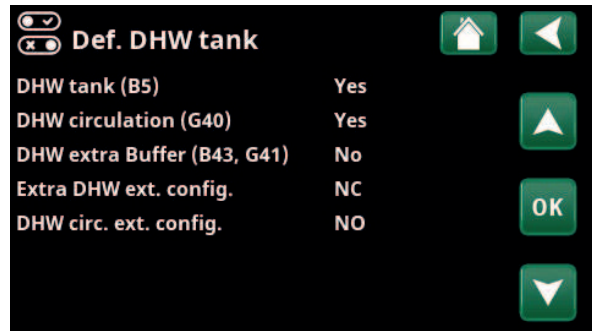 Def. DHW tank
DHW tank (B5) Yes
DHW circulation (G40) Yes
DHW extra Buffer (B43, G41) No
Extra DHW ext. config. NC
DHW circ. ext. config. NO
OK